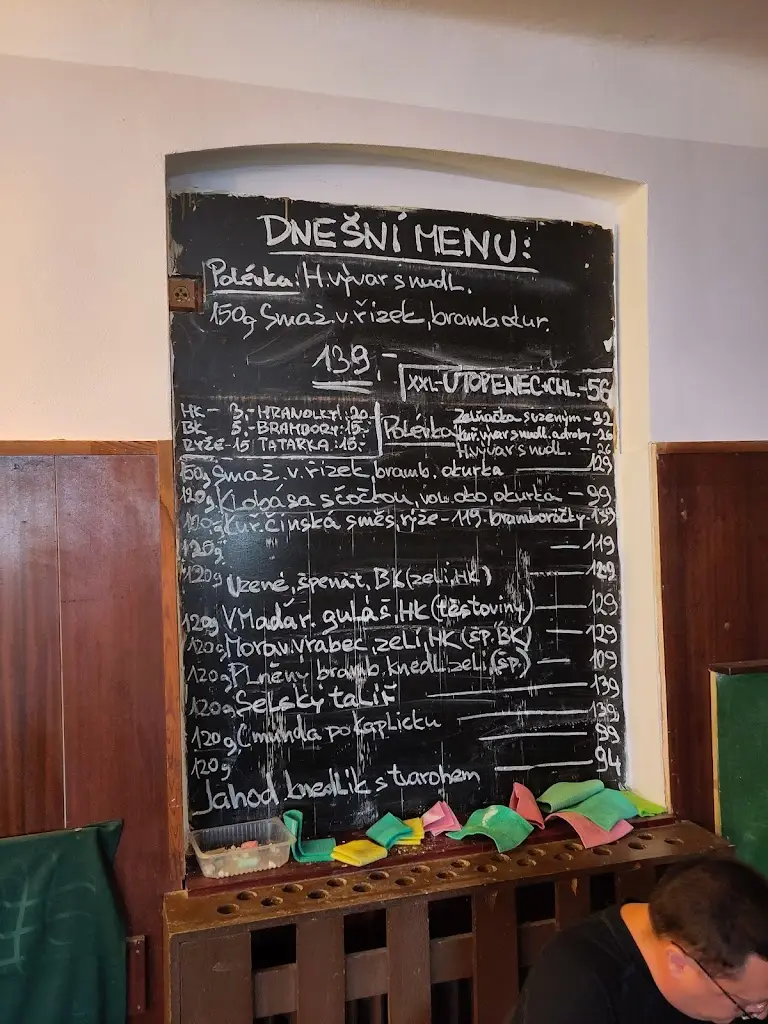 DNEŠNÍ MENU:
Polévka: H.vývar s nudl.
150g Smaž. v. řízek, bramb. okur.
139,-
XXL-UTOPENEC+CHL.-56
HK - 3.- HRANOLKY: 20.-
BK 5.- BRAMBORY: 15.-
RÝŽE-15 TATARKA: 15.-
Polévka
Zelňačka s uzeným - 32
Kuř. vývar s nudl. a droby - 26
H.vývar s nudl. - 26
150g Smaž. v. řízek, bramb. okurka 129
120g Klobása s čočkou, vol. oko, okurka - 99
120g Kuř. čínská směs, rýže - 119. bramboráčky - 139
120g 119
120g Uzené, špenát, BK (zelí, HK) 129
V. Maďar. guláš, HK (těstoviny) 129
120g Morav. vrabec, zelí, HK (šp. BK) 129
120g Plněný bramb. knedl. zelí (šp.) 109
120g Selský talíř 139
120g Čmunda po kaplicku 139
120g 99
120g 94
Jahod. knedlík s tvarohem